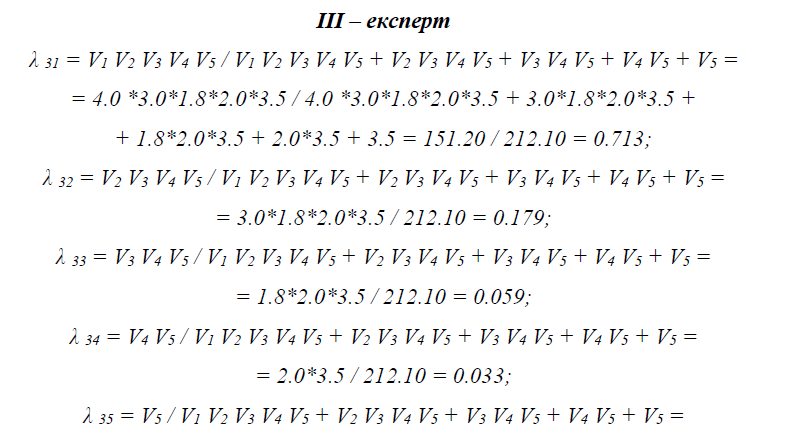 III – експерт
λ 31 = V1 V2 V3 V4 V5 / V1 V2 V3 V4 V5 + V2 V3 V4 V5 + V3 V4 V5 + V4 V5 + V5 =
= 4.0 *3.0*1.8*2.0*3.5 / 4.0 *3.0*1.8*2.0*3.5 + 3.0*1.8*2.0*3.5 +
+ 1.8*2.0*3.5 + 2.0*3.5 + 3.5 = 151.20 / 212.10 = 0.713;
λ 32 = V2 V3 V4 V5 / V1 V2 V3 V4 V5 + V2 V3 V4 V5 + V3 V4 V5 + V4 V5 + V5 =
= 3.0*1.8*2.0*3.5 / 212.10 = 0.179;
λ 33 = V3 V4 V5 / V1 V2 V3 V4 V5 + V2 V3 V4 V5 + V3 V4 V5 + V4 V5 + V5 =
= 1.8*2.0*3.5 / 212.10 = 0.059;
λ 34 = V4 V5 / V1 V2 V3 V4 V5 + V2 V3 V4 V5 + V3 V4 V5 + V4 V5 + V5 =
= 2.0*3.5 / 212.10 = 0.033;
λ 35 = V5 / V1 V2 V3 V4 V5 + V2 V3 V4 V5 + V3 V4 V5 + V4 V5 + V5 =